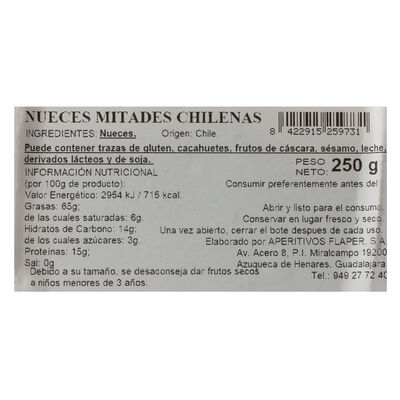 NUECES MITADES CHILENAS
8 422915 259731
INGREDIENTES: Nueces. Origen: Chile.
Puede contener trazas de gluten, cacahuetes, frutos de cáscara, sésamo, leche,
derivados lácteos y de soja.
PESO NETO: 250 g
INFORMACIÓN NUTRICIONAL
(por 100g de producto):
Valor Energético: 2954 kJ / 715 kcal.
Grasas: 65g;
de las cuales saturadas: 6g.
Hidratos de Carbono: 14g;
de los cuales azúcares: 3g.
Proteínas: 15g;
Sal: 0g
Debido a su tamaño, se desaconseja dar frutos secos
a niños menores de 3 años.
Consumir preferentemente antes del
Abrir y listo para el consumo.
Conservar en lugar fresco y seco
Una vez abierto, cerrar el bote despues de cada uso.
Elaborado por APERITIVOS FLAPER, S.A
Av. Acero 8, P.I. Miralcampo 19200
Azuqueca de Henares, Guadalajara
Tel.: 949 27 72 40